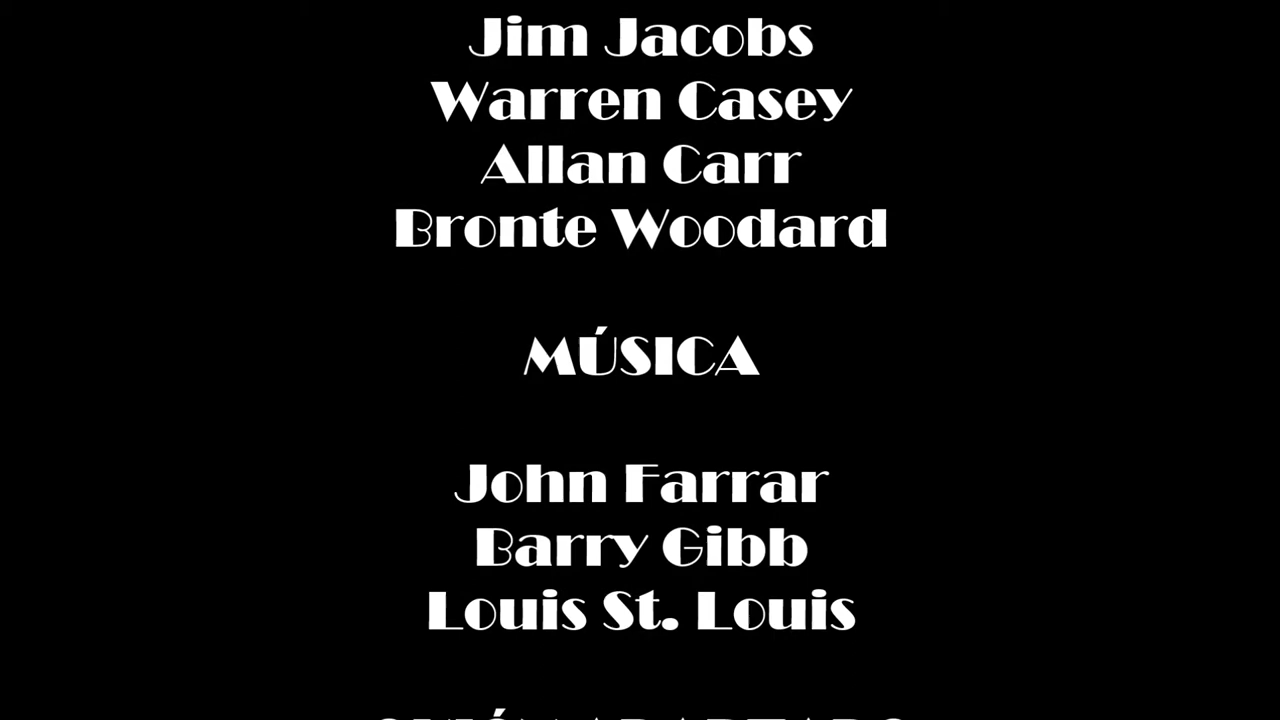 Jim Jacobs
Warren Casey
Allan Carr
Bronte Woodard
MÚSICA
John Farrar
Barry Gibb
Louis St. Louis